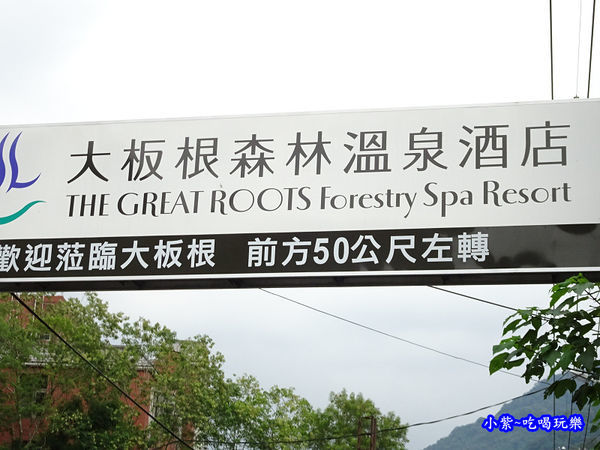 大板根森林溫泉酒店
THE GREAT ROOTS Forestry Spa Resort
歡迎蒞臨大板根 前方50公尺左轉
小紫~吃喝玩樂